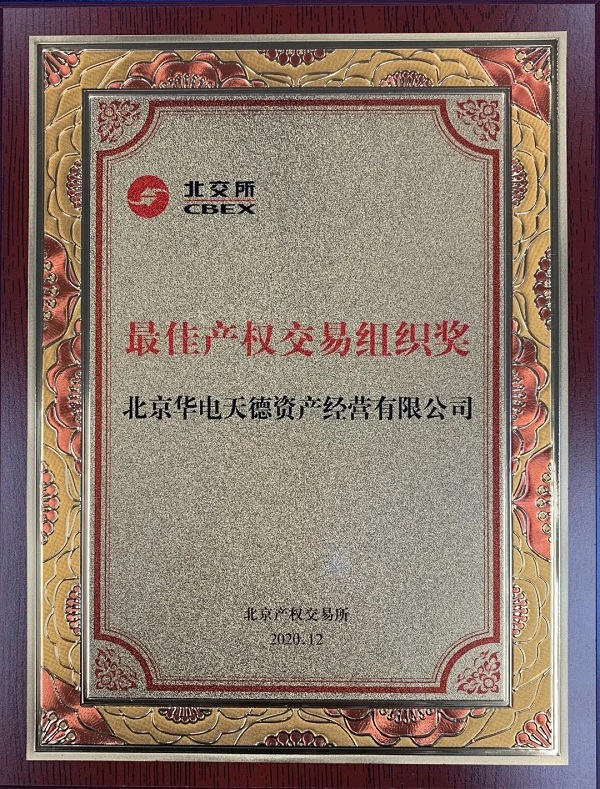 北交所
CBEX
最佳产权交易组织奖
北京华电天德资产经营有限公司
北京产权交易所
2020.12